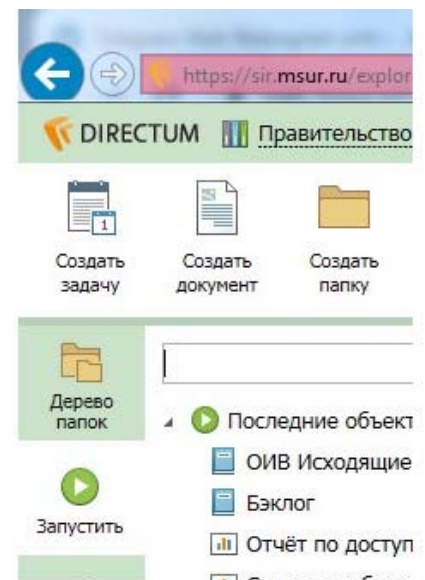 https://sir.msur.ru/explor
DIRECTUM Правительство
Создать задачу
Создать документ
Создать папку
Дерево папок
Последние объект
ОИВ Исходящие
Бэклог
Запустить
Отчёт по доступ